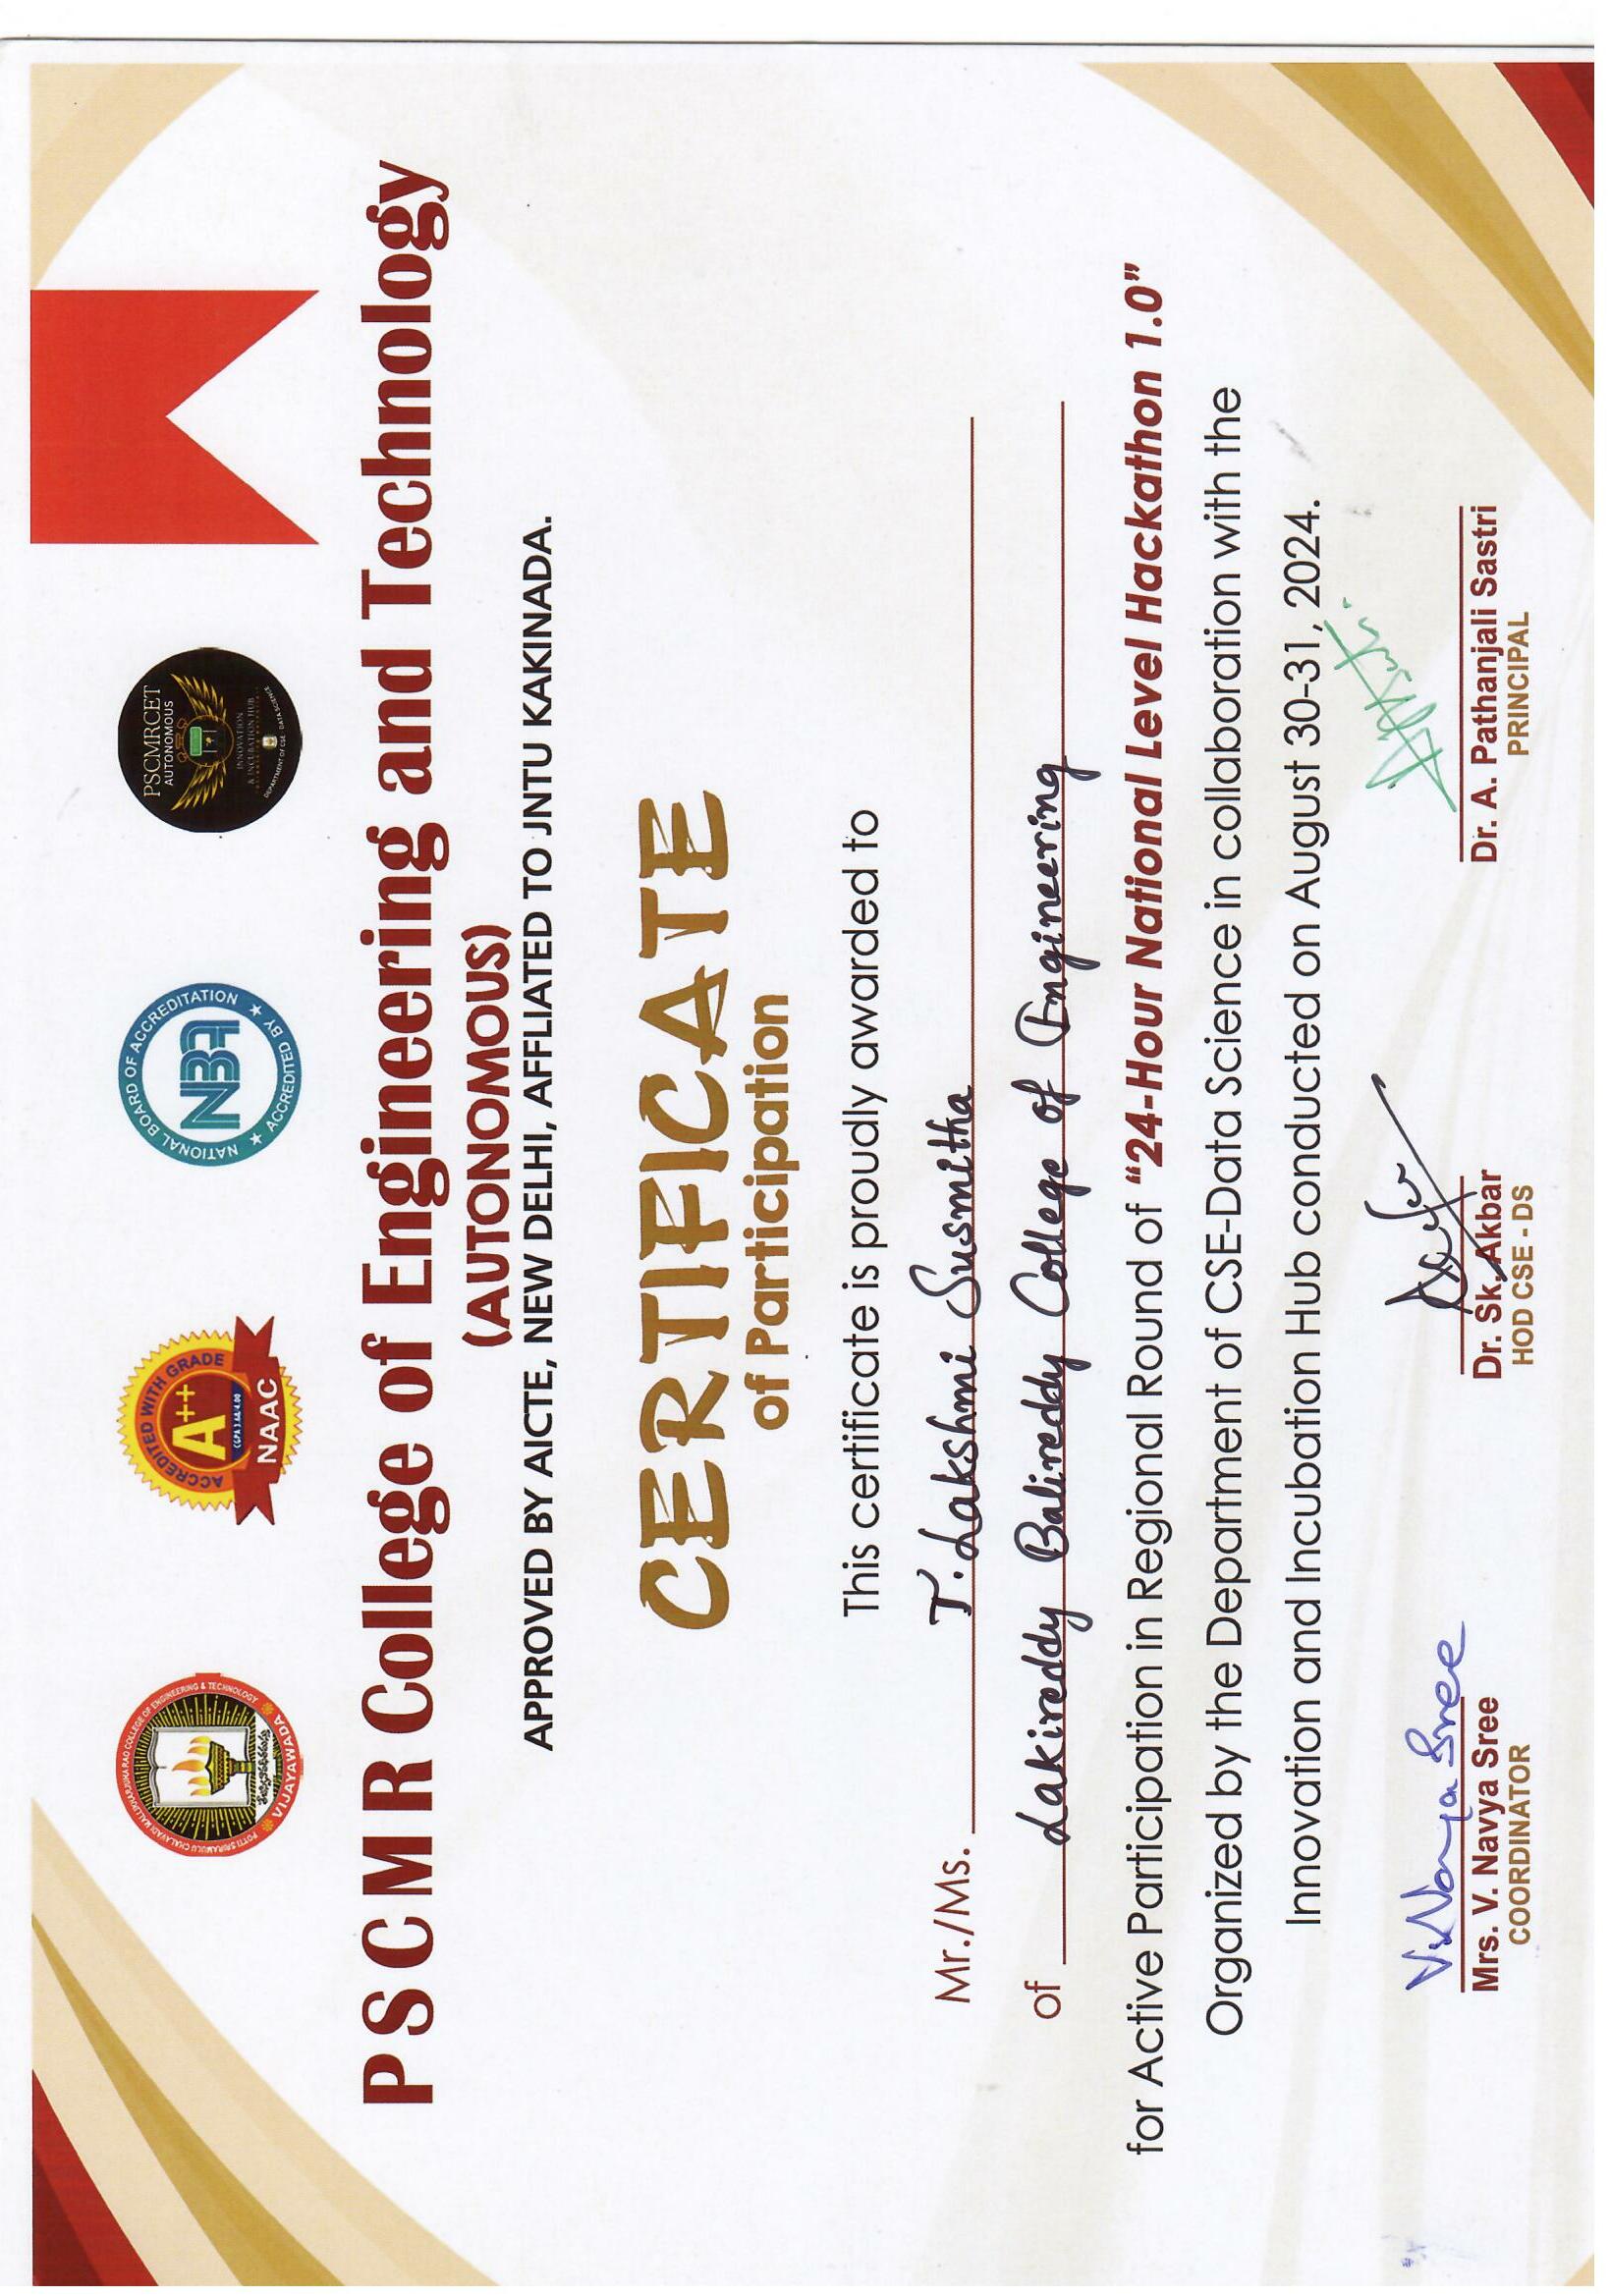 POTTI SRIRAMULU CHALAVADI MALLIKHARJUNA RAO COLLEGE OF ENGINEERING & TECHNOLOGY
VIJAYAWADA
ACCREDITED WITH GRADE
A++
CGPA 3.68/4.00
NAAC
NATIONAL BOARD OF ACCREDITATION
NBA
ACCREDITED BY
PSCMRCET
AUTONOMOUS
INNOVATION
& INCUBATION HUB
DEPARTMENT OF CSE - DATA SCIENCE
P S C M R College of Engineering and Technology
(AUTONOMOUS)
APPROVED BY AICTE, NEW DELHI, AFFLIATED TO JNTU KAKINADA.
CERTIFICATE
of Participation
This certificate is proudly awarded to
Mr./Ms. T. Lakshmi Susmitha
of Lakireddy Balireddy College of Engineering
for Active Participation in Regional Round of “24-Hour National Level Hackathon 1.0”
Organized by the Department of CSE-Data Science in collaboration with the
Innovation and Incubation Hub conducted on August 30-31, 2024.
V. Navya Sree
Mrs. V. Navya Sree
COORDINATOR
Dr. Sk. Akbar
HOD CSE - DS
Dr. A. Pathanjali Sastri
PRINCIPAL